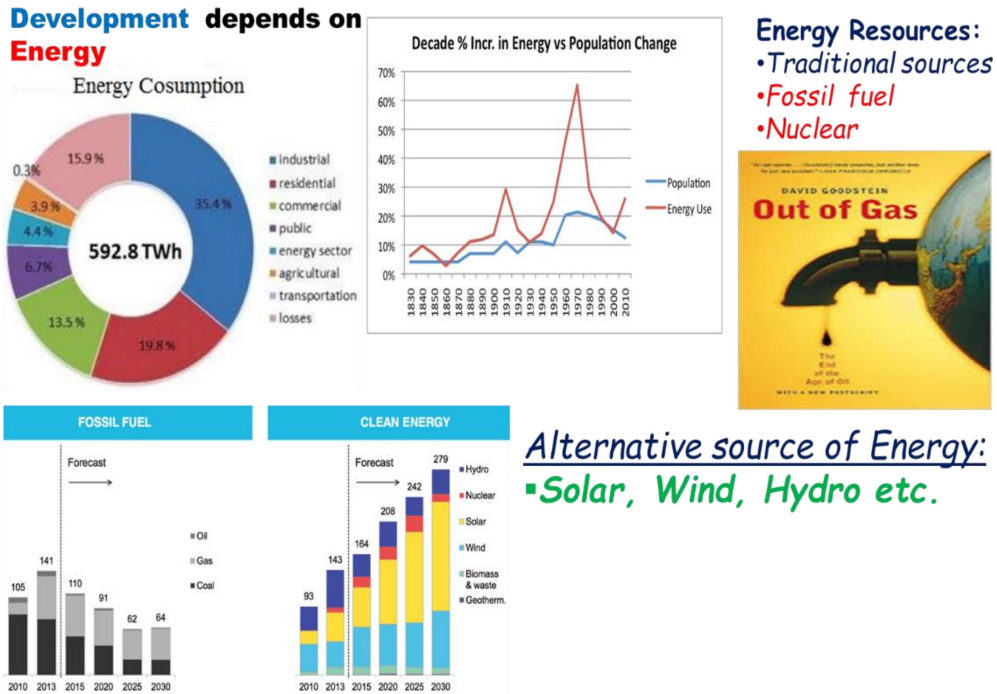 Development depends on
Energy
Energy Cosumption
15.9%
0.3%
3.9%
4.4%
6.7%
13.5%
19.8%
35.4%
592.8 TWh
industrial
residential
commercial
public
energy sector
agricultural
transportation
losses
Decade % Incr. in Energy vs Population Change
70%
60%
50%
40%
30%
20%
10%
0%
1830 1840 1850 1860 1870 1880 1890 1900 1910 1920 1930 1940 1950 1960 1970 1980 1990 2000 2010
Population
Energy Use
Energy Resources:
•Traditional sources
•Fossil fuel
•Nuclear
DAVID GOODSTEIN
Out of Gas
The
End
of the
Age of Oil
WITH A NEW POSTSCRIPT
FOSSIL FUEL
Forecast
105
141
110
91
62
64
Oil
Gas
Coal
2010 2013 2015 2020 2025 2030
CLEAN ENERGY
Forecast
93
143
164
208
242
279
Hydro
Nuclear
Solar
Wind
Biomass
& waste
Geotherm.
2010 2013 2015 2020 2025 2030
Alternative source of Energy:
▪Solar, Wind, Hydro etc.